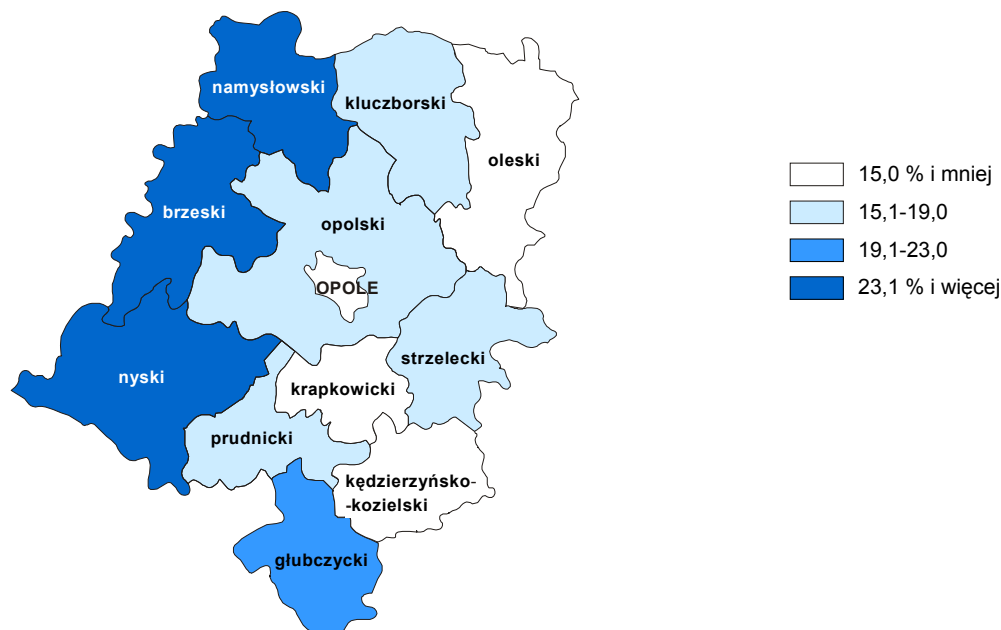 namysłowski
kluczborski
oleski
brzeski
opolski
OPOLE
strzelecki
nyski
krapkowicki
prudnicki
kędzierzyńsko-
-kozielski
głubczycki
15,0 % i mniej
15,1-19,0
19,1-23,0
23,1 % i więcej